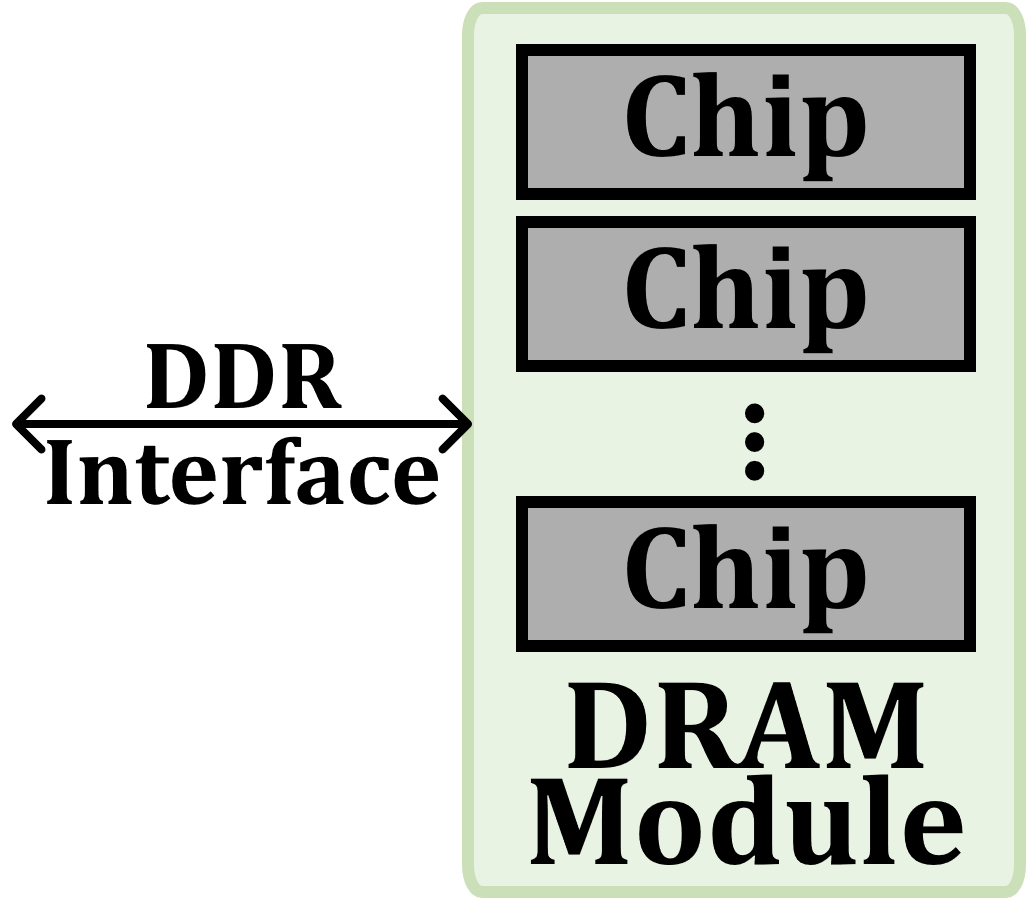 Chip
Chip
DDR
Interface
Chip
DRAM
Module